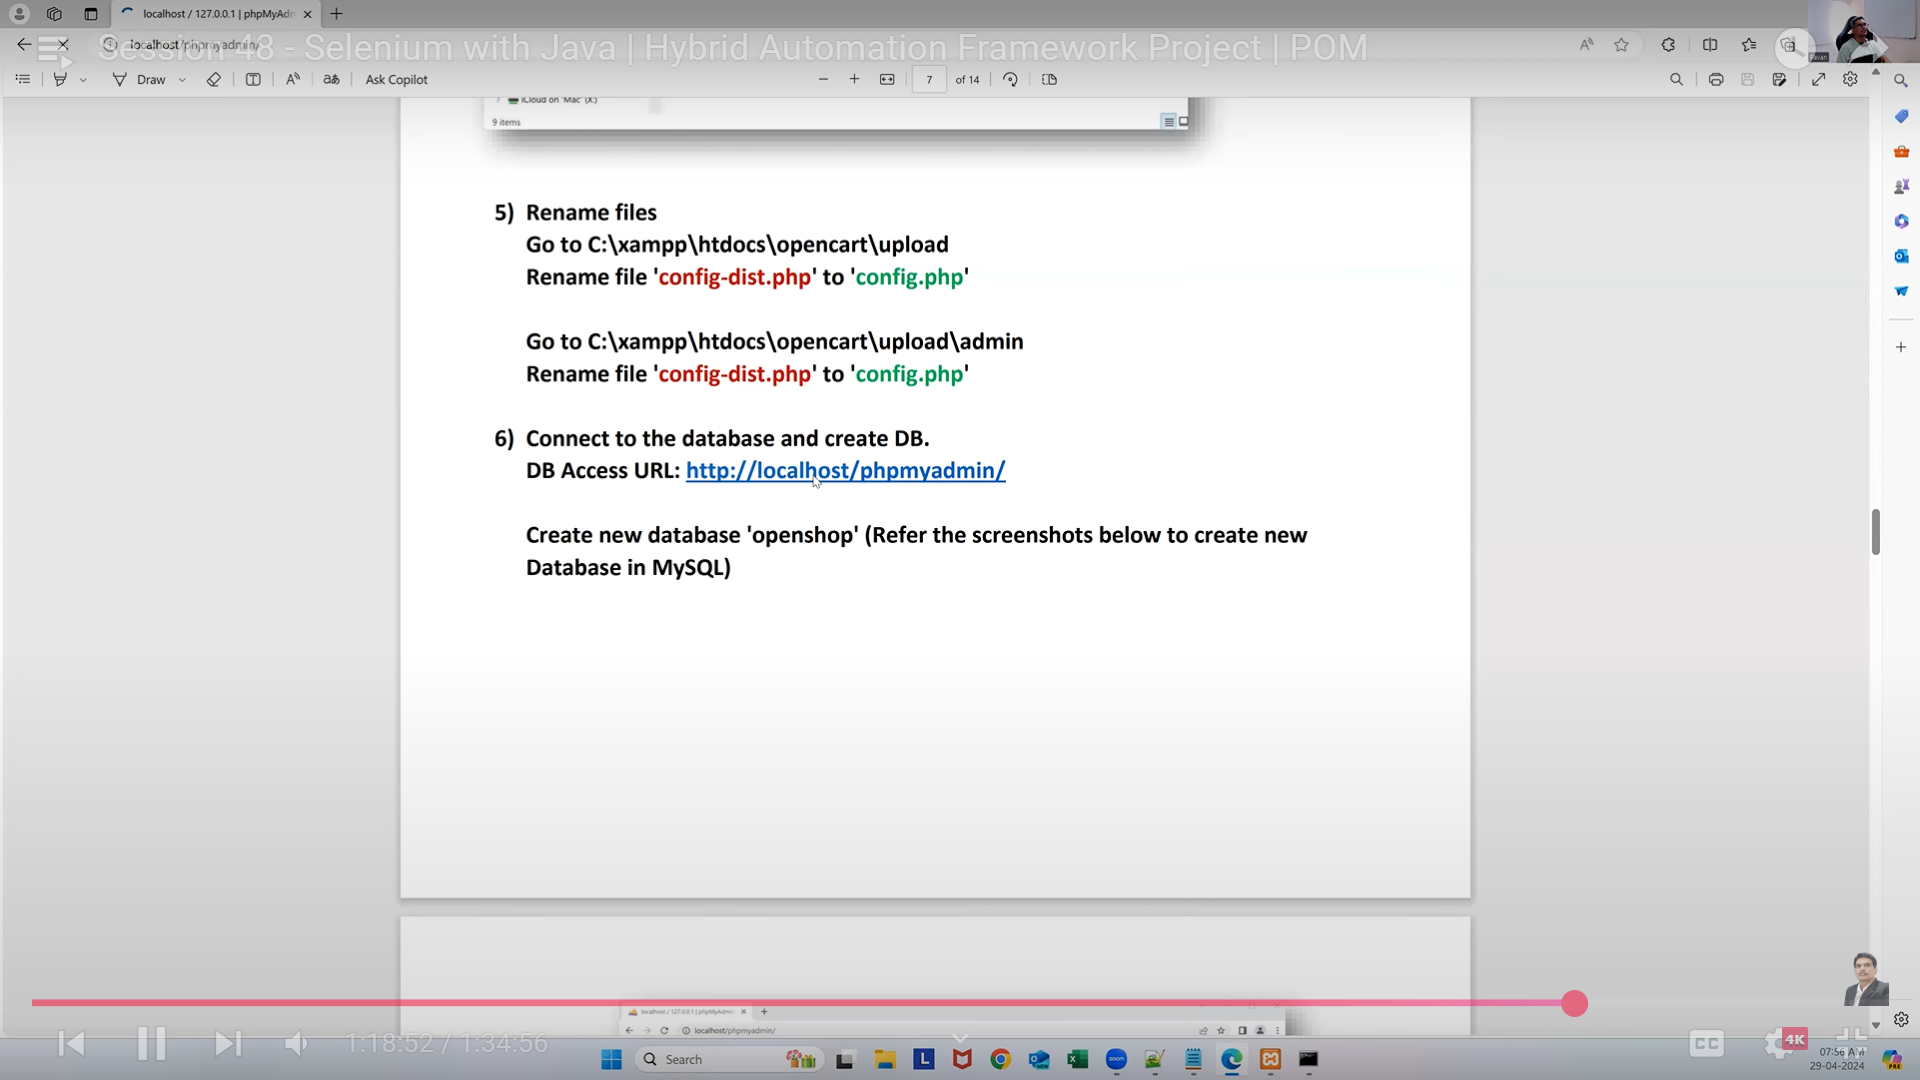 localhost / 127.0.0.1 | phpMyAdm
localhost/phpmyadmin/
Session 48 - Selenium with Java | Hybrid Automation Framework Project | POM
Pavan
Draw
Ask Copilot
7 of 14
iCloud on 'Mac' (X:)
9 items
5) Rename files
Go to C:\xampp\htdocs\opencart\upload
Rename file 'config-dist.php' to 'config.php'
Go to C:\xampp\htdocs\opencart\upload\admin
Rename file 'config-dist.php' to 'config.php'
6) Connect to the database and create DB.
DB Access URL: http://localhost/phpmyadmin/
Create new database 'openshop' (Refer the screenshots below to create new
Database in MySQL)
localhost / 127.0.0.1 | phpMyAdmin
localhost/phpmyadmin/
1:18:52 / 1:34:56
CC
4K
Search
L
zoom
07:56 AM
29-04-2024
PRE